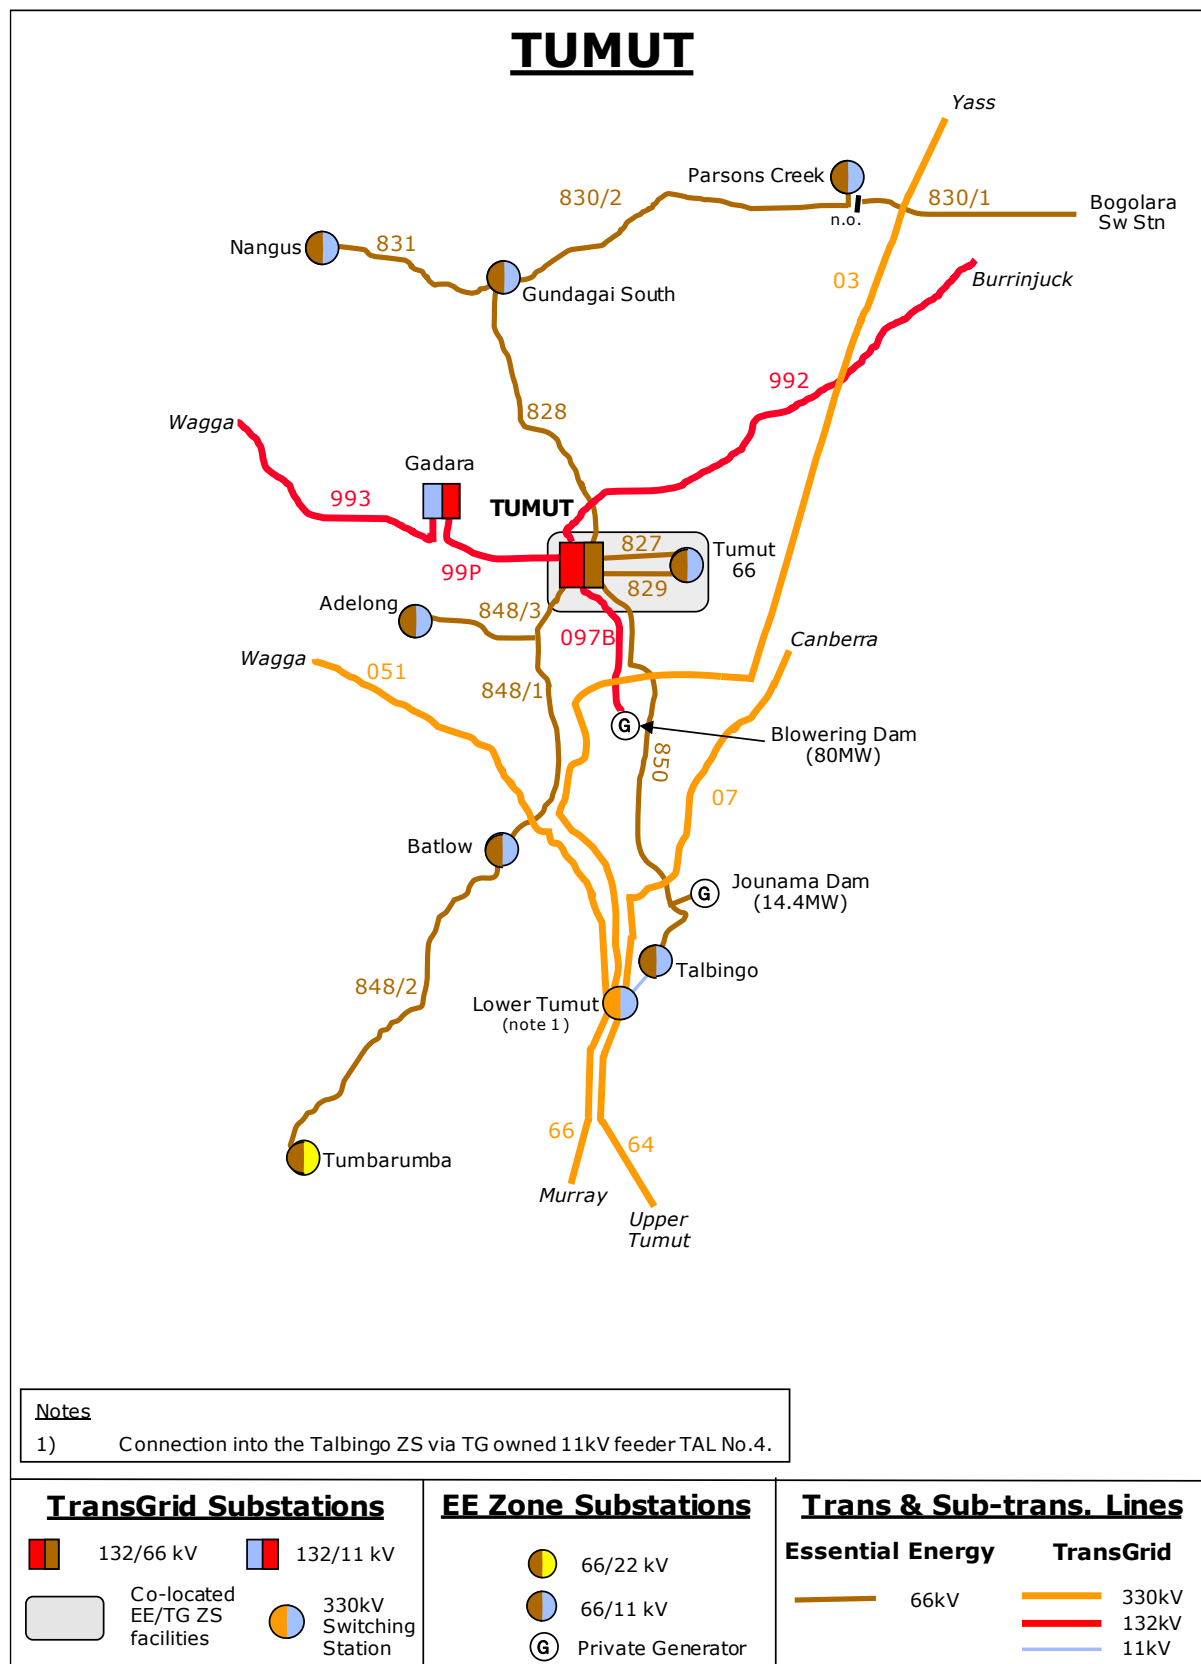 TUMUT
Yass
Parsons Creek
830/2
830/1
n.o.
Bogolara
Sw Stn
Nangus
831
Gundagai South
03
Burrinjuck
992
828
Wagga
Gadara
993
TUMUT
99P
827
829
Tumut
66
Adelong
848/3
097B
Canberra
Wagga
051
848/1
G
Blowering Dam
(80MW)
850
07
Batlow
G
Jounama Dam
(14.4MW)
848/2
Talbingo
Lower Tumut
(note 1)
66
64
Tumbarumba
Murray
Upper
Tumut
Notes
1) Connection into the Talbingo ZS via TG owned 11kV feeder TAL No.4.
TransGrid Substations
132/66 kV
132/11 kV
Co-located
EE/TG ZS
facilities
330kV
Switching
Station
EE Zone Substations
66/22 kV
66/11 kV
G Private Generator
Trans & Sub-trans. Lines
Essential Energy
TransGrid
66kV
330kV
132kV
11kV